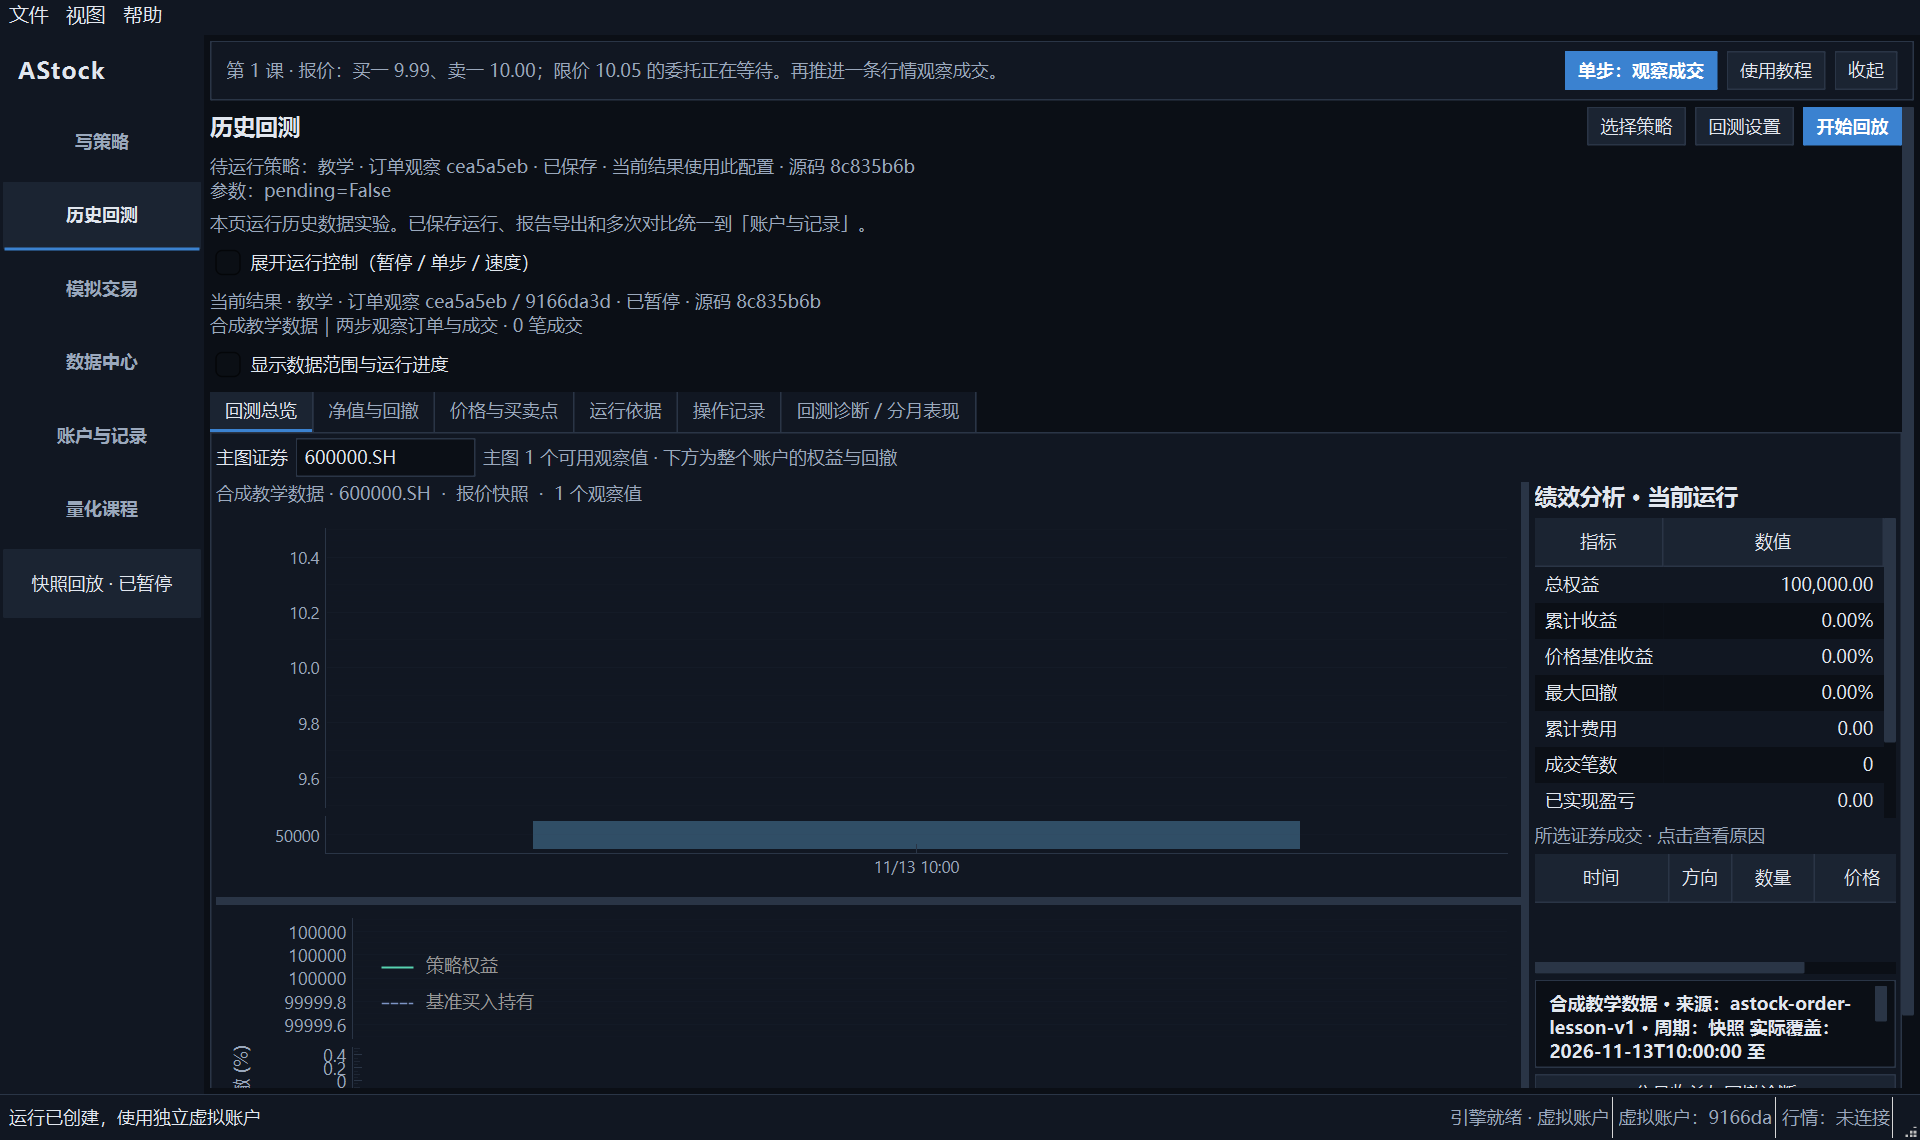 文件 视图 帮助
AStock
写策略
历史回测
模拟交易
数据中心
账户与记录
量化课程
快照回放 · 已暂停
第 1 课 · 报价：买一 9.99、卖一 10.00；限价 10.05 的委托正在等待。再推进一条行情观察成交。
单步：观察成交 使用教程 收起
历史回测
选择策略 回测设置 开始回放
待运行策略：教学 · 订单观察 cea5a5eb · 已保存 · 当前结果使用此配置 · 源码 8c835b6b
参数：pending=False
本页运行历史数据实验。已保存运行、报告导出和多次对比统一到「账户与记录」。
展开运行控制（暂停 / 单步 / 速度）
当前结果 · 教学 · 订单观察 cea5a5eb / 9166da3d · 已暂停 · 源码 8c835b6b
合成教学数据 | 两步观察订单与成交 · 0 笔成交
显示数据范围与运行进度
回测总览 净值与回撤 价格与买卖点 运行依据 操作记录 回测诊断 / 分月表现
主图证券 600000.SH 主图 1 个可用观察值 · 下方为整个账户的权益与回撤
合成教学数据 · 600000.SH · 报价快照 · 1 个观察值
10.4
10.2
10.0
9.8
9.6
50000
11/13 10:00
100000
100000
100000
99999.8
99999.6
策略权益
基准买入持有
0.4
0.2
0
(%)
绩效分析 · 当前运行
指标 数值
总权益 100,000.00
累计收益 0.00%
价格基准收益 0.00%
最大回撤 0.00%
累计费用 0.00
成交笔数 0
已实现盈亏 0.00
所选证券成交 · 点击查看原因
时间 方向 数量 价格
合成教学数据 · 来源：astock-order-
lesson-v1 · 周期：快照 实际覆盖：
2026-11-13T10:00:00 至
运行已创建，使用独立虚拟账户
引擎就绪 · 虚拟账户 虚拟账户：9166da 行情：未连接